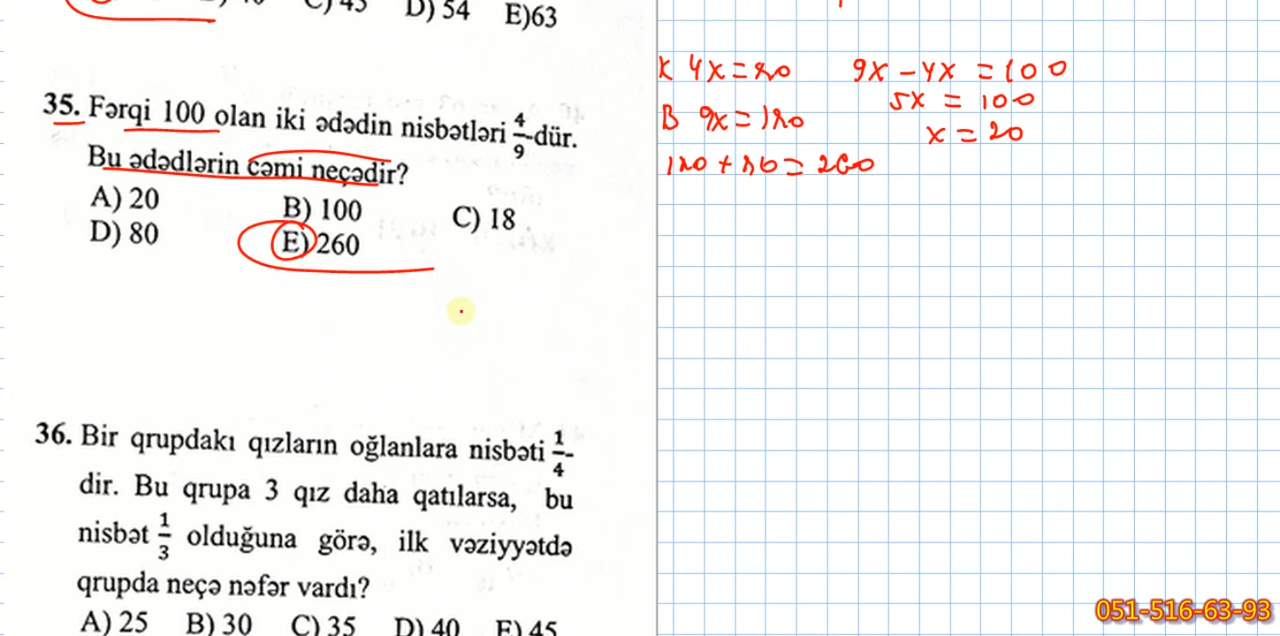 C) 45 D) 54 E)63
35. Fərqi 100 olan iki ədədin nisbətləri 4/9-dür.
Bu ədədlərin cəmi neçədir?
A) 20 B) 100 C) 18
D) 80 E) 260
K 4x=80 9x-4x=100
5x=100
B 9x=180
x=20
180+80=260
36. Bir qrupdakı qızların oğlanlara nisbəti 1/4-
dir. Bu qrupa 3 qız daha qatılarsa, bu
nisbət 1/3 olduğuna görə, ilk vəziyyətdə
qrupda neçə nəfər vardı?
A) 25 B) 30 C) 35 D) 40 E) 45
051-516-63-93